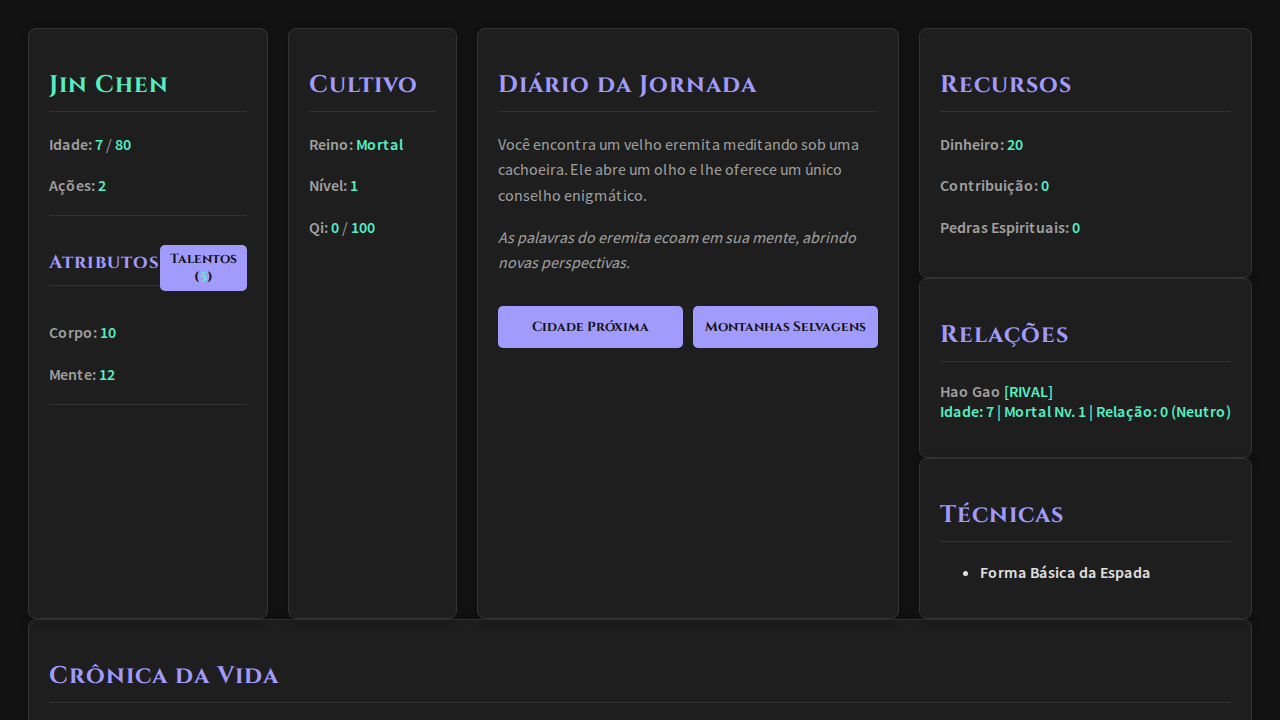 Jin Chen
Idade: 7 / 80
Ações: 2
Atributos
Talentos
(5)
Corpo: 10
Mente: 12
Cultivo
Reino: Mortal
Nível: 1
Qi: 0 / 100
Diário da Jornada
Você encontra um velho eremita meditando sob uma
cachoeira. Ele abre um olho e lhe oferece um único
conselho enigmático.
As palavras do eremita ecoam em sua mente, abrindo
novas perspectivas.
Cidade Próxima
Montanhas Selvagens
Recursos
Dinheiro: 20
Contribuição: 0
Pedras Espirituais: 0
Relações
Hao Gao [RIVAL]
Idade: 7 | Mortal Nv. 1 | Relação: 0 (Neutro)
Técnicas
Forma Básica da Espada
Crônica da Vida